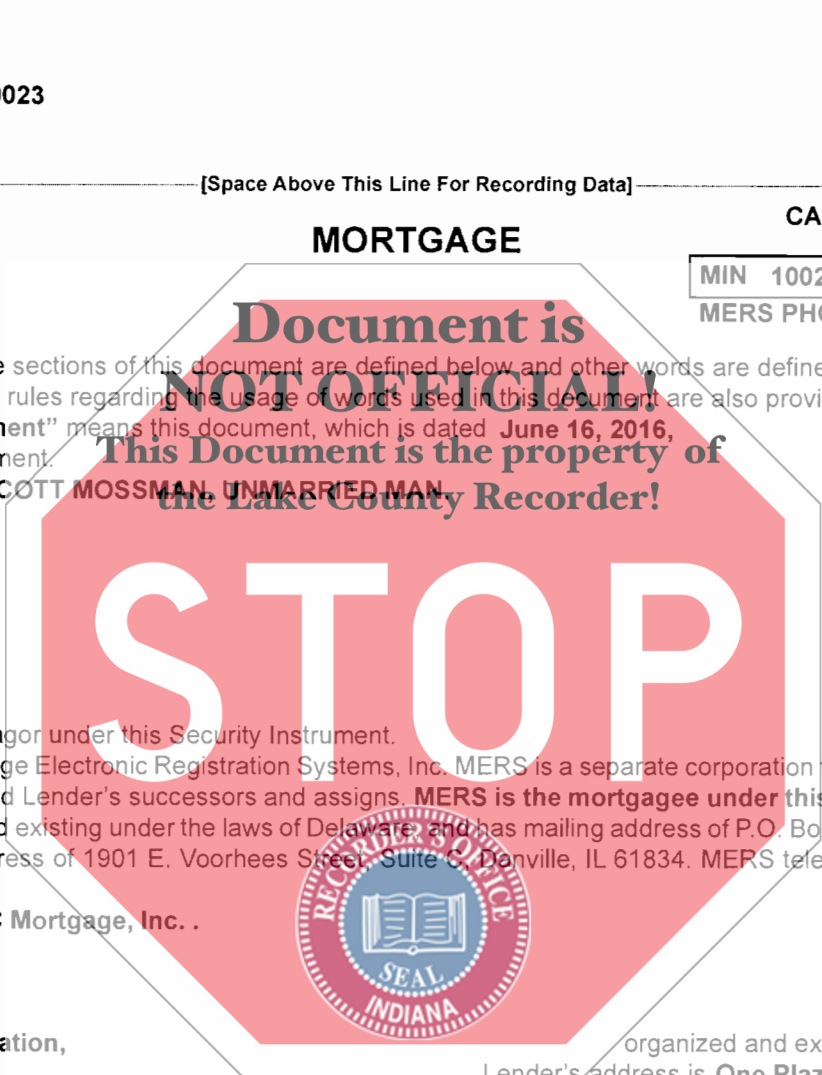 0023
[Space Above This Line For Recording Data]
CA
MORTGAGE
MIN 1002
MERS PHO
Document is
e sections of this document are defined below and other words are define
NOT OFFICIAL!
rules regarding the usage of words used in this document are also provi
ent” means this document, which is dated June 16, 2016,
ment.
This Document is the property of
COTT MOSSMAN, UNMARRIED MAN,
the Lake County Recorder!
STOP
agor under this Security Instrument.
ge Electronic Registration Systems, Inc. MERS is a separate corporation
d Lender's successors and assigns. MERS is the mortgagee under this
d existing under the laws of Delaware, and has mailing address of P.O. Bo
ress of 1901 E. Voorhees Street, Suite C, Danville, IL 61834. MERS tele
RECORDER'S OFFICE
Mortgage, Inc. .
SEAL
INDIANA
ation,
organized and ex
Lender's address is One Plaz